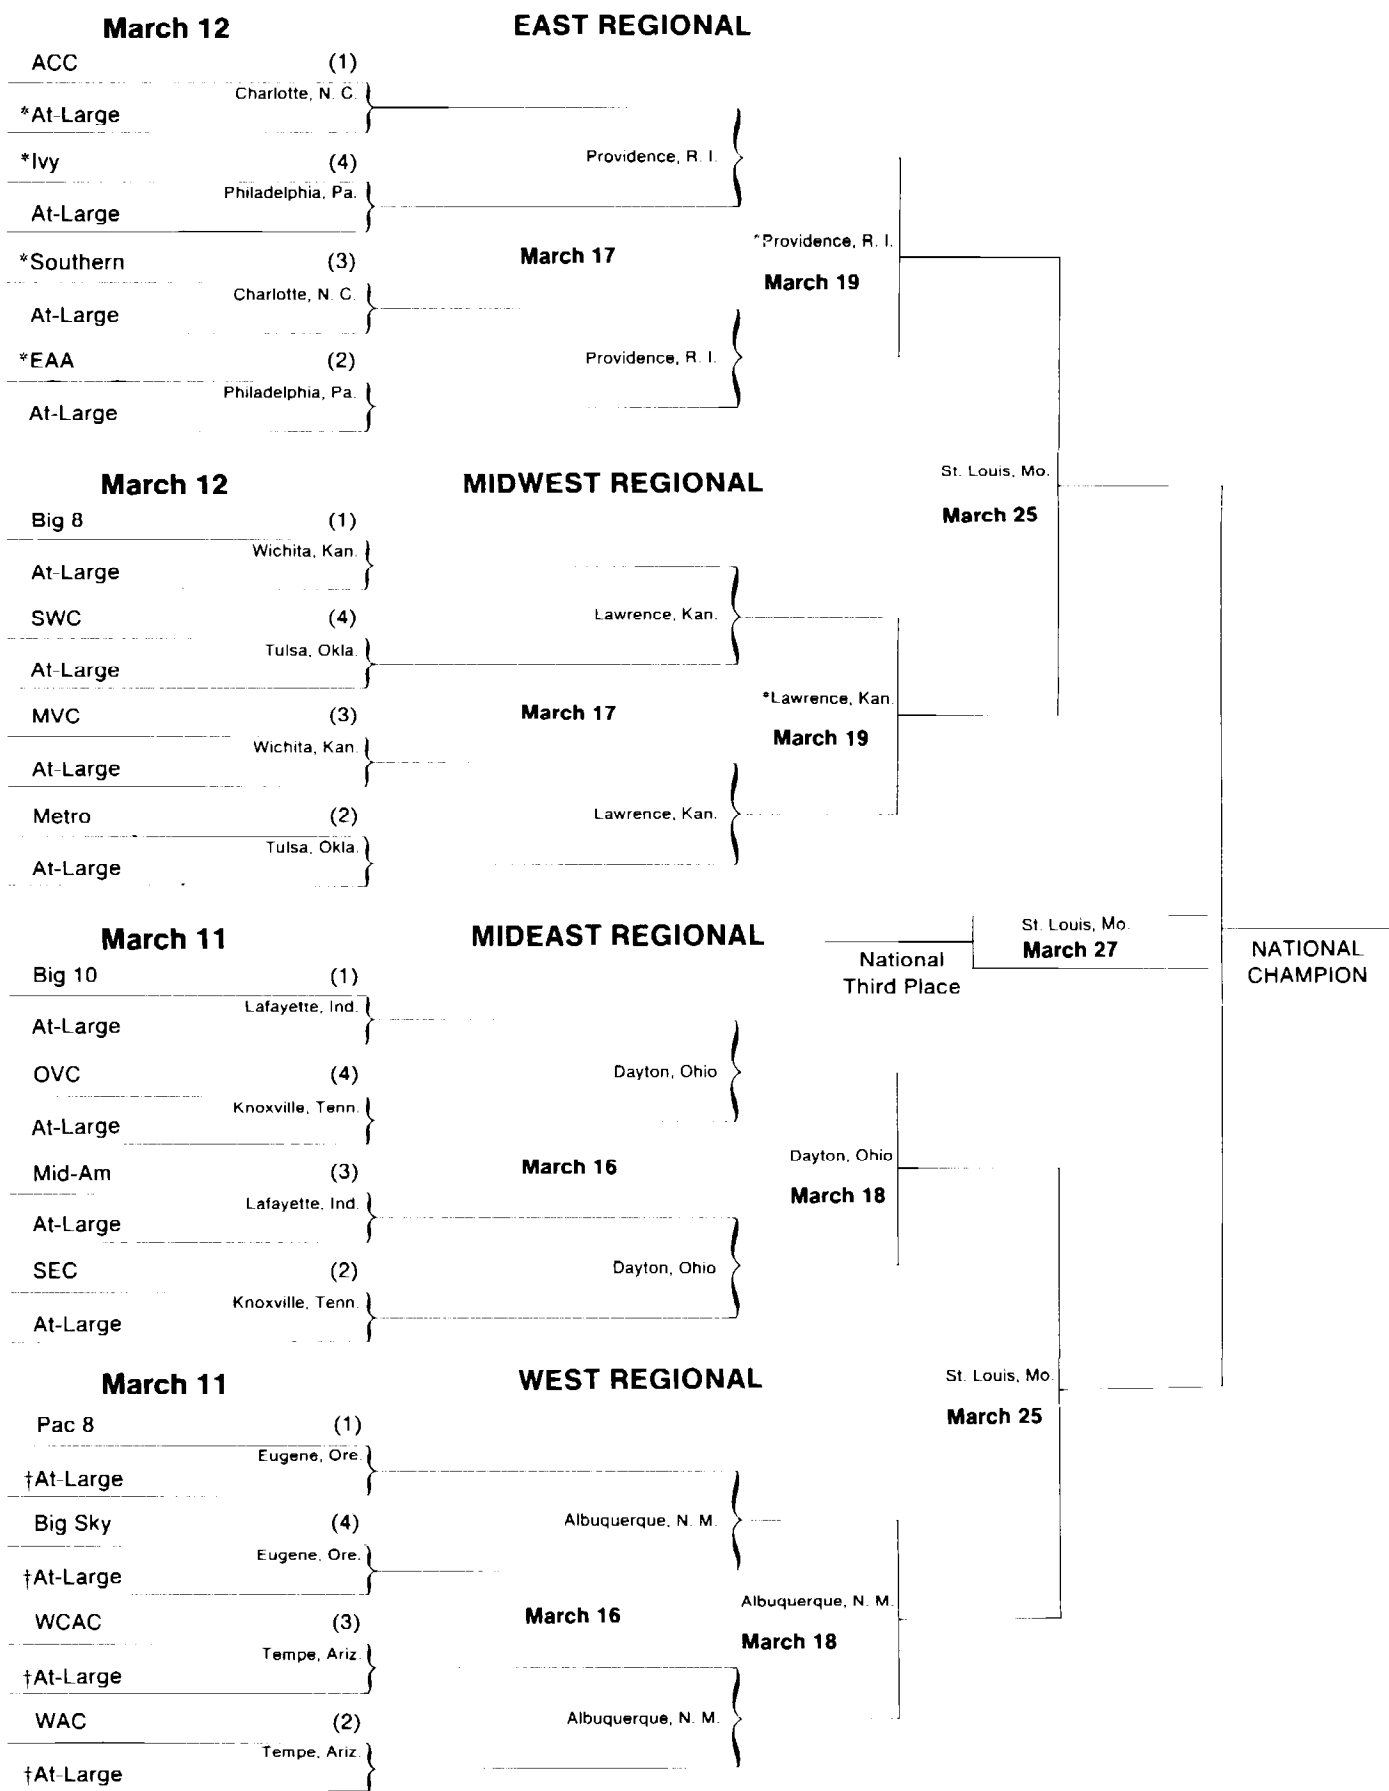 March 12
EAST REGIONAL
ACC (1)
Charlotte, N. C.
*At-Large
*Ivy (4)
Providence, R. I.
Philadelphia, Pa.
At-Large
*Southern (3)
March 17
*Providence, R. I.
March 19
Charlotte, N. C.
At-Large
*EAA (2)
Providence, R. I.
Philadelphia, Pa.
At-Large
March 12
MIDWEST REGIONAL
St. Louis, Mo.
March 25
Big 8 (1)
Wichita, Kan.
At-Large
SWC (4)
Lawrence, Kan.
Tulsa, Okla.
At-Large
MVC (3)
March 17
*Lawrence, Kan.
March 19
Wichita, Kan.
At-Large
Metro (2)
Lawrence, Kan.
Tulsa, Okla.
At-Large
March 11
MIDEAST REGIONAL
St. Louis, Mo.
March 27
National
Third Place
NATIONAL
CHAMPION
Big 10 (1)
Lafayette, Ind.
At-Large
OVC (4)
Dayton, Ohio
Knoxville, Tenn.
At-Large
Mid-Am (3)
March 16
Dayton, Ohio
March 18
Lafayette, Ind.
At-Large
SEC (2)
Dayton, Ohio
Knoxville, Tenn.
At-Large
March 11
WEST REGIONAL
St. Louis, Mo.
March 25
Pac 8 (1)
Eugene, Ore.
†At-Large
Big Sky (4)
Albuquerque, N. M.
Eugene, Ore.
†At-Large
WCAC (3)
March 16
Albuquerque, N. M.
March 18
Tempe, Ariz.
†At-Large
WAC (2)
Albuquerque, N. M.
Tempe, Ariz.
†At-Large